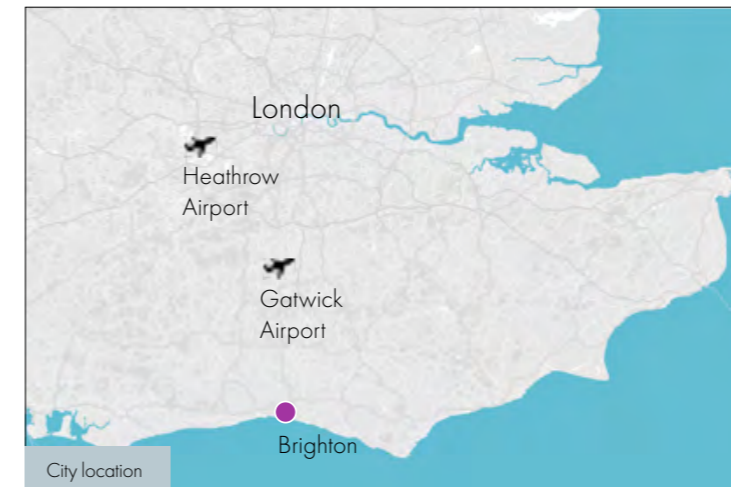 London
Heathrow
Airport
Gatwick
Airport
Brighton
City location